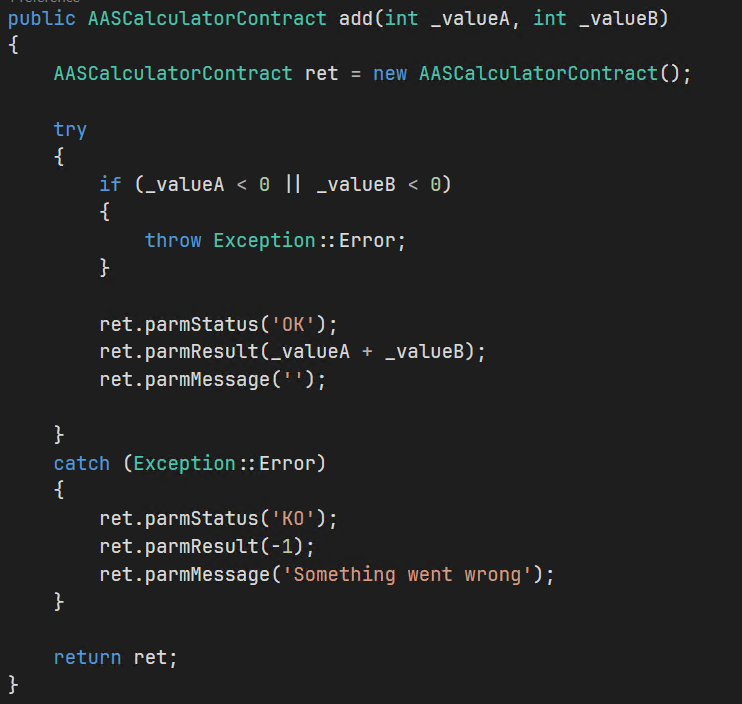 1 reference
public AASCalculatorContract add(int _valueA, int _valueB)
{
    AASCalculatorContract ret = new AASCalculatorContract();

    try
    {
        if (_valueA < 0 || _valueB < 0)
        {
            throw Exception::Error;
        }

        ret.parmStatus('OK');
        ret.parmResult(_valueA + _valueB);
        ret.parmMessage('');

    }
    catch (Exception::Error)
    {
        ret.parmStatus('KO');
        ret.parmResult(-1);
        ret.parmMessage('Something went wrong');
    }

    return ret;
}